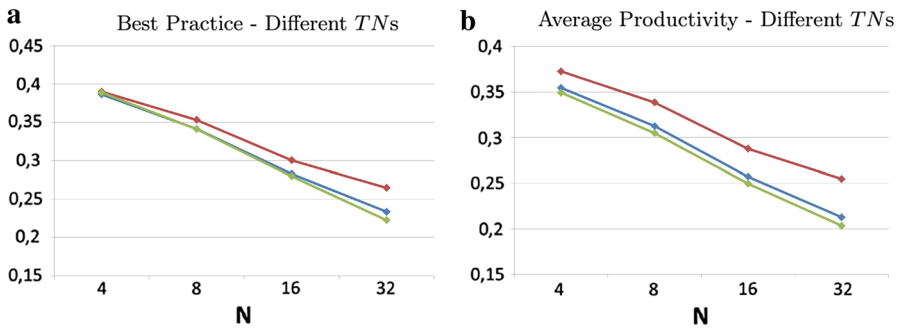 a
Best Practice - Different TNs
0,45
0,4
0,35
0,3
0,25
0,2
0,15
4 8 16 32
N
b
Average Productivity - Different TNs
0,4
0,35
0,3
0,25
0,2
0,15
4 8 16 32
N